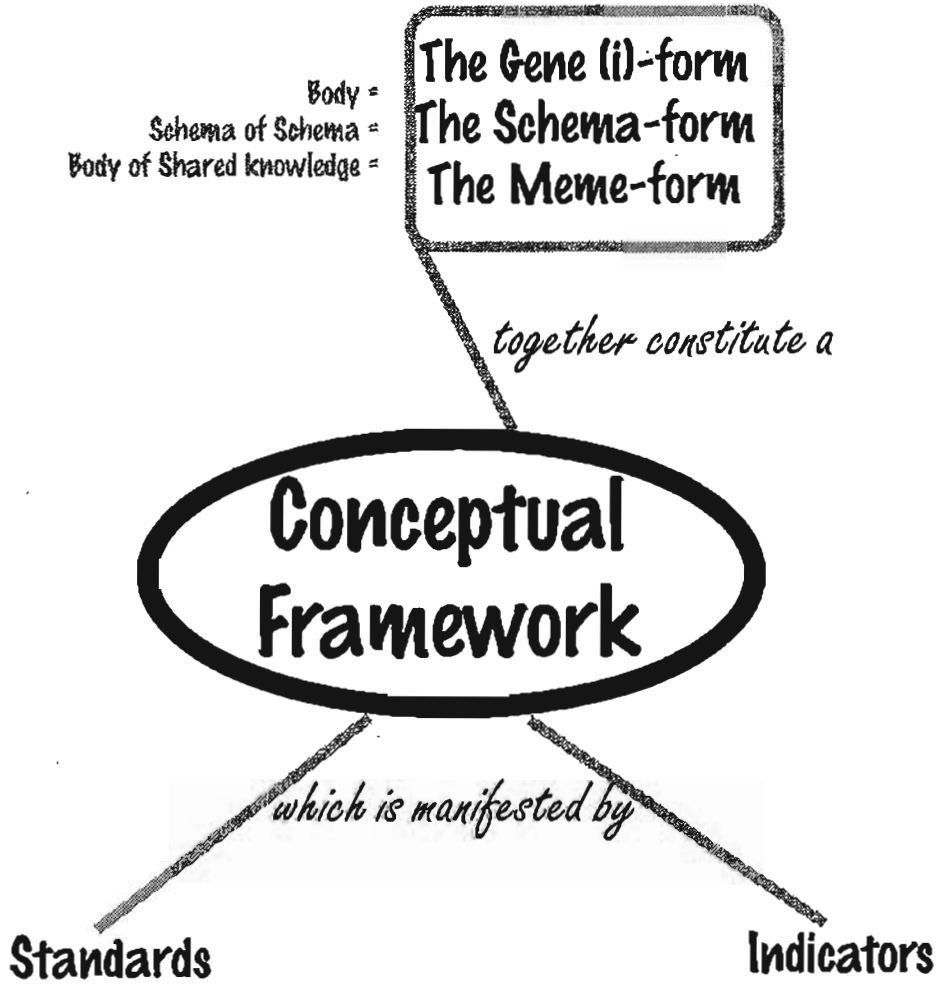 Body =
The Gene (i)-form
Schema of Schema =
The Schema-form
Body of Shared knowledge =
The Meme-form
together constitute a
Conceptual
Framework
which is manifested by
Standards
Indicators